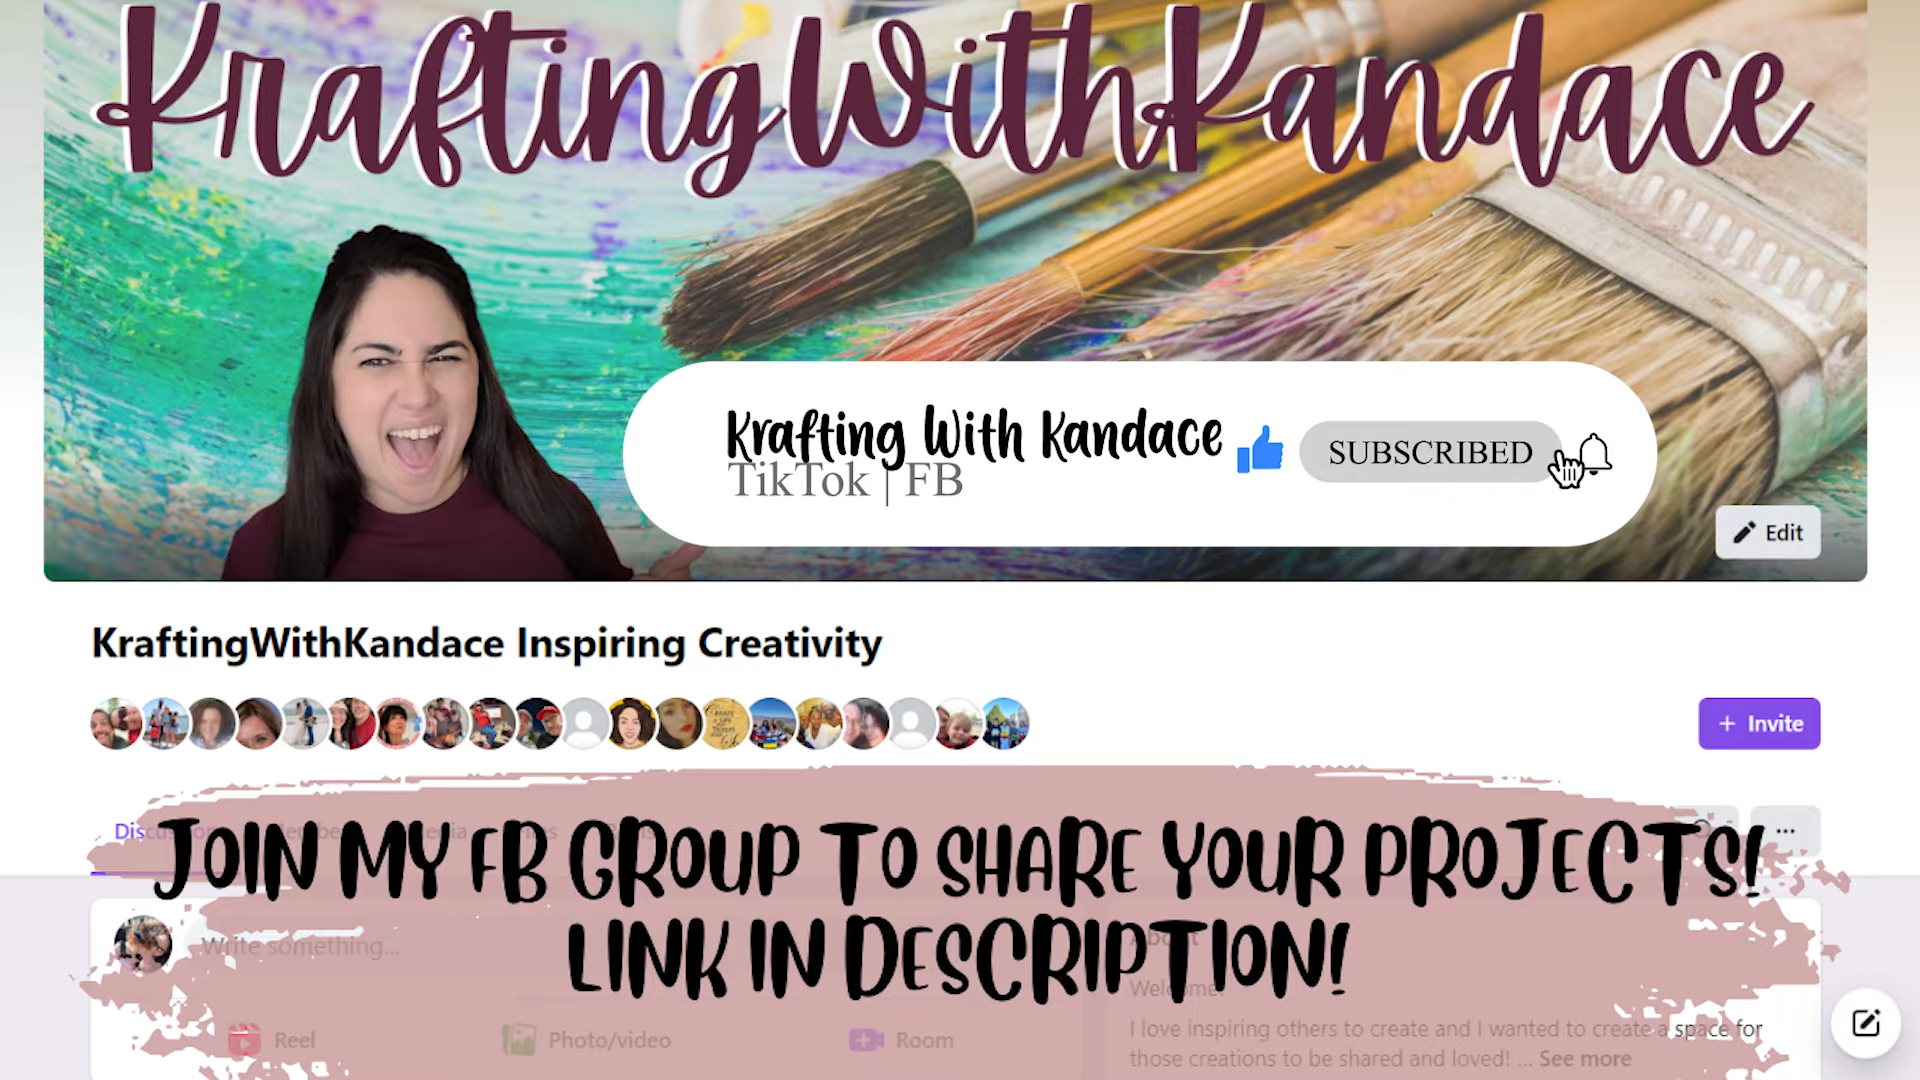 KraftingWithKandace
Krafting With Kandace
SUBSCRIBED
TikTok | FB
Edit
KraftingWithKandace Inspiring Creativity
+ Invite
JOIN MY FB GROUP TO SHARE YOUR PROJECTS!
LINK IN DESCRIPTION!
Write something...
About
Welcome!
Reel
Photo/video
Room
I love inspiring others to create and I wanted to create a space for
those creations to be shared and loved! ... See more